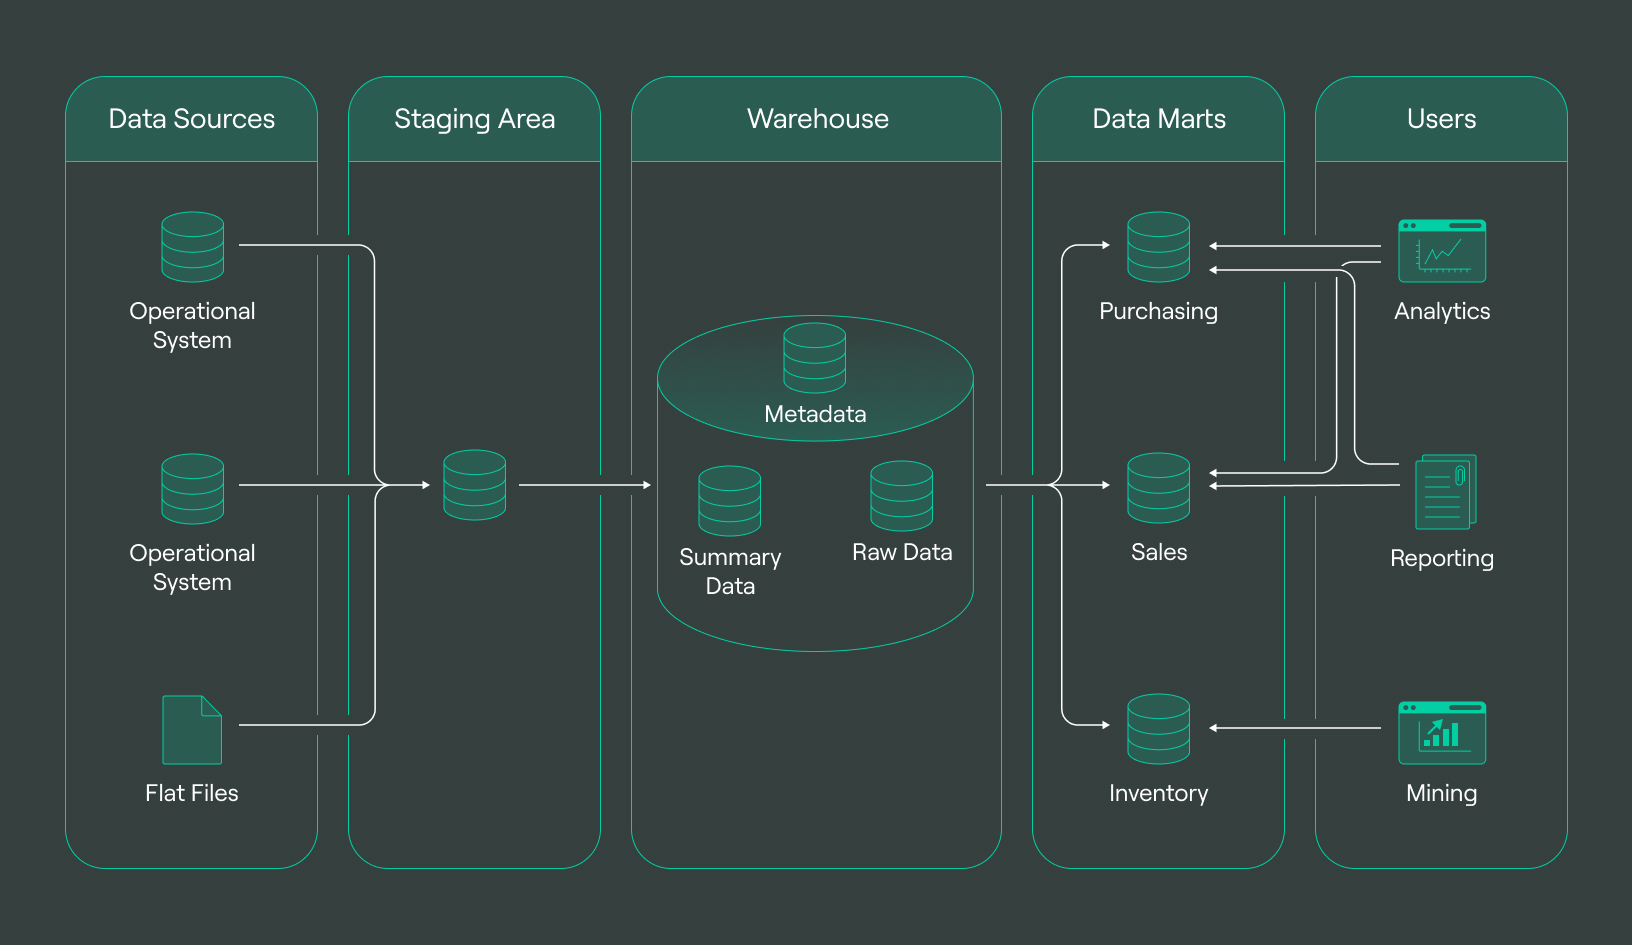 Data Sources
Staging Area
Warehouse
Data Marts
Users
Operational
System
Operational
System
Flat Files
Metadata
Summary
Data
Raw Data
Purchasing
Sales
Inventory
Analytics
Reporting
Mining